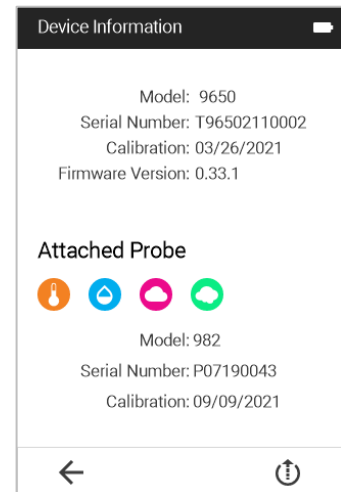 Device Information
Model: 9650
Serial Number: T96502110002
Calibration: 03/26/2021
Firmware Version: 0.33.1
Attached Probe
Model: 982
Serial Number: P07190043
Calibration: 09/09/2021